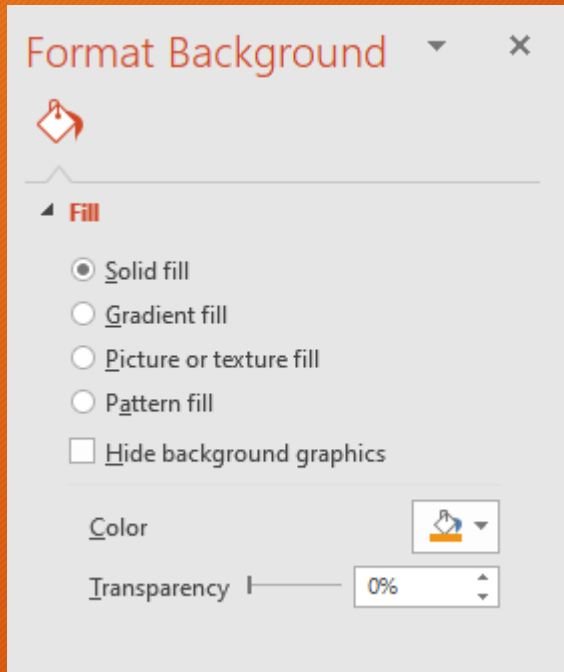 Format Background
Fill
Solid fill
Gradient fill
Picture or texture fill
Pattern fill
Hide background graphics
Color
Transparency 0%